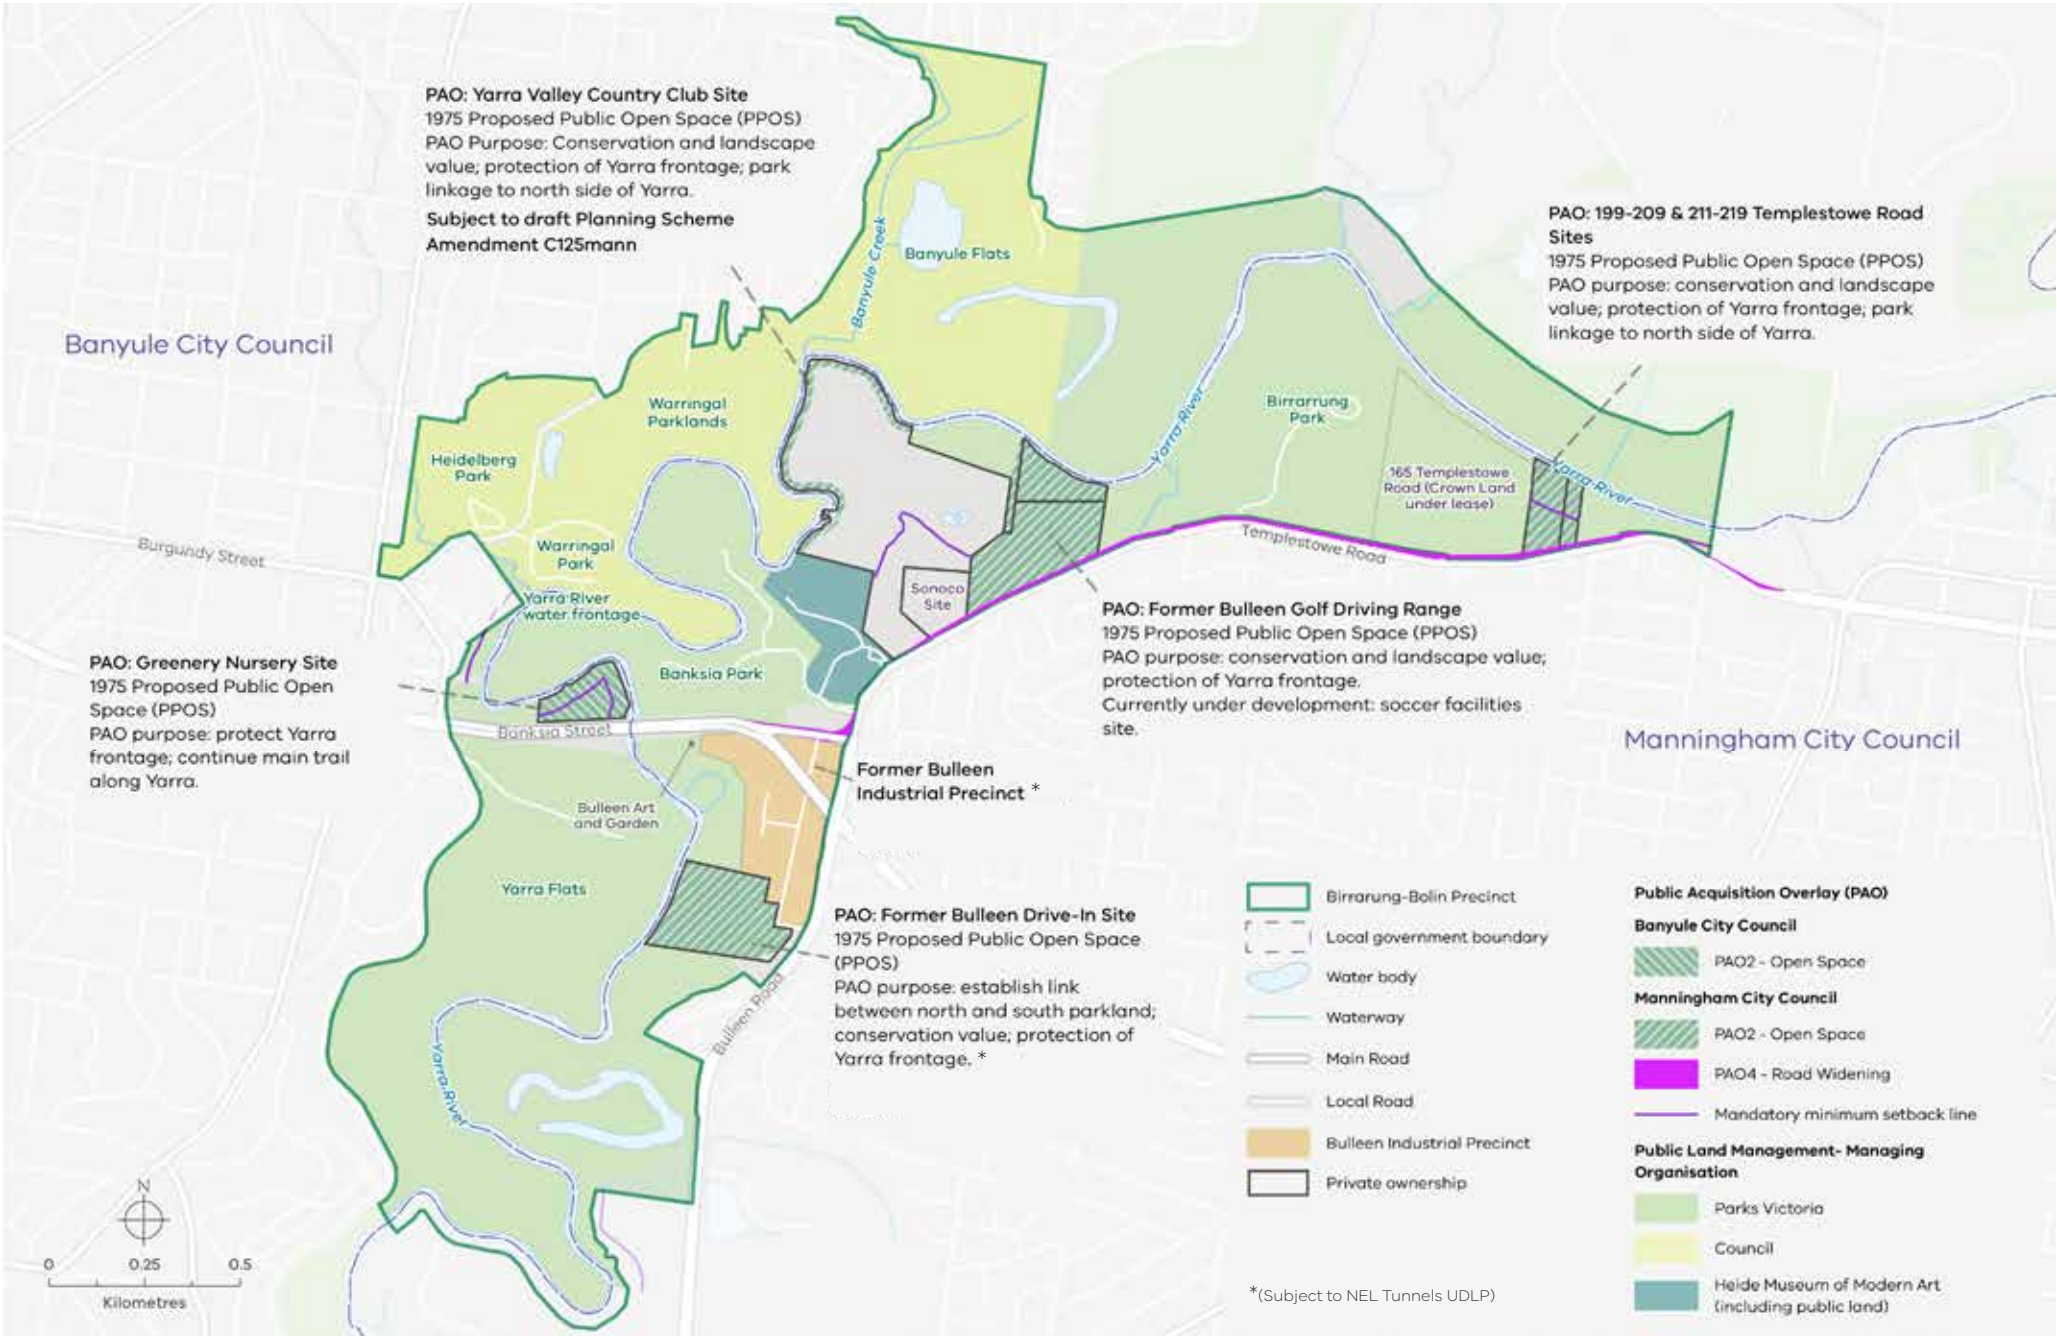 PAO: Yarra Valley Country Club Site
1975 Proposed Public Open Space (PPOS)
PAO Purpose: Conservation and landscape
value; protection of Yarra frontage; park
linkage to north side of Yarra.
Subject to draft Planning Scheme
Amendment C125mann
PAO: 199-209 & 211-219 Templestowe Road
Sites
1975 Proposed Public Open Space (PPOS)
PAO purpose: conservation and landscape
value; protection of Yarra frontage; park
linkage to north side of Yarra.
Banyule City Council
Banyule Creek
Banyule Flats
Warringal
Parklands
Heidelberg
Park
Warringal
Park
Yarra River
water frontage
Burgundy Street
Birrarrung
Park
Yarra River
165 Templestowe
Road (Crown Land
under lease)
Yarra River
Templestowe Road
Sonoco
Site
PAO: Former Bulleen Golf Driving Range
1975 Proposed Public Open Space (PPOS)
PAO purpose: conservation and landscape value;
protection of Yarra frontage.
Currently under development: soccer facilities
site.
PAO: Greenery Nursery Site
1975 Proposed Public Open
Space (PPOS)
PAO purpose: protect Yarra
frontage; continue main trail
along Yarra.
Banksia Park
Banksia Street
Manningham City Council
Former Bulleen
Industrial Precinct *
Bulleen Art
and Garden
Yarra Flats
PAO: Former Bulleen Drive-In Site
1975 Proposed Public Open Space
(PPOS)
PAO purpose: establish link
between north and south parkland;
conservation value; protection of
Yarra frontage. *
Bulleen Road
Yarra River
N
0 0.25 0.5
Kilometres
Birrarung-Bolin Precinct
Local government boundary
Water body
Waterway
Main Road
Local Road
Bulleen Industrial Precinct
Private ownership
*(Subject to NEL Tunnels UDLP)
Public Acquisition Overlay (PAO)
Banyule City Council
PAO2 - Open Space
Manningham City Council
PAO2 - Open Space
PAO4 - Road Widening
Mandatory minimum setback line
Public Land Management- Managing
Organisation
Parks Victoria
Council
Heide Museum of Modern Art
(including public land)